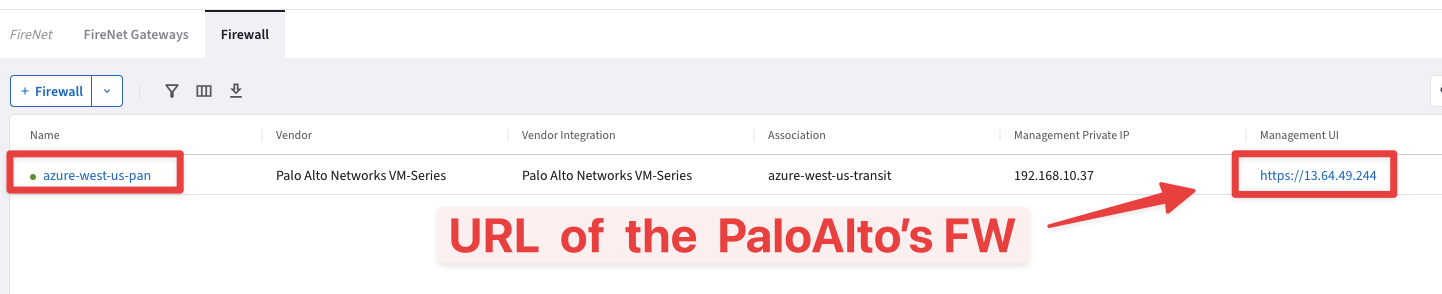 FireNet FireNet Gateways Firewall
+ Firewall
Name Vendor Vendor Integration Association Management Private IP Management UI
azure-west-us-pan Palo Alto Networks VM-Series Palo Alto Networks VM-Series azure-west-us-transit 192.168.10.37 https://13.64.49.244
URL of the PaloAlto’s FW